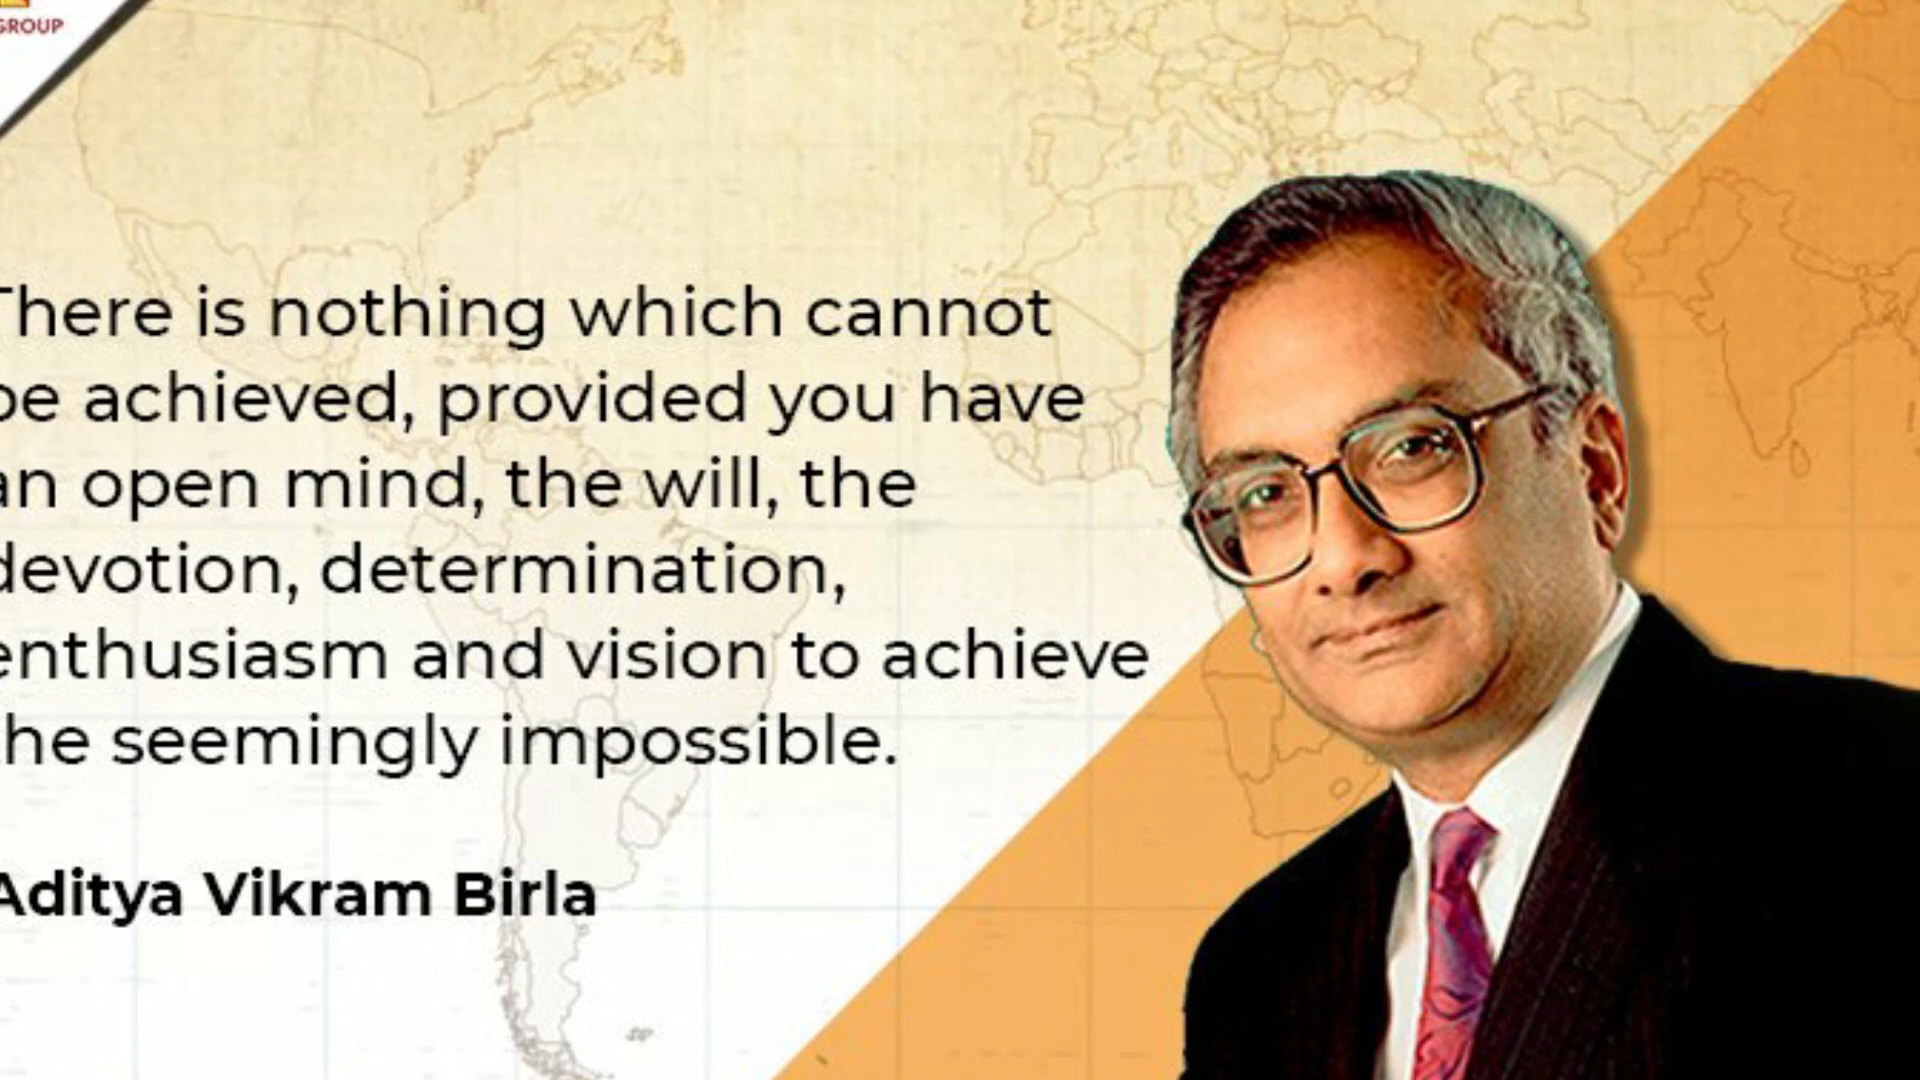 GROUP
There is nothing which cannot
be achieved, provided you have
an open mind, the will, the
devotion, determination,
enthusiasm and vision to achieve
the seemingly impossible.
Aditya Vikram Birla